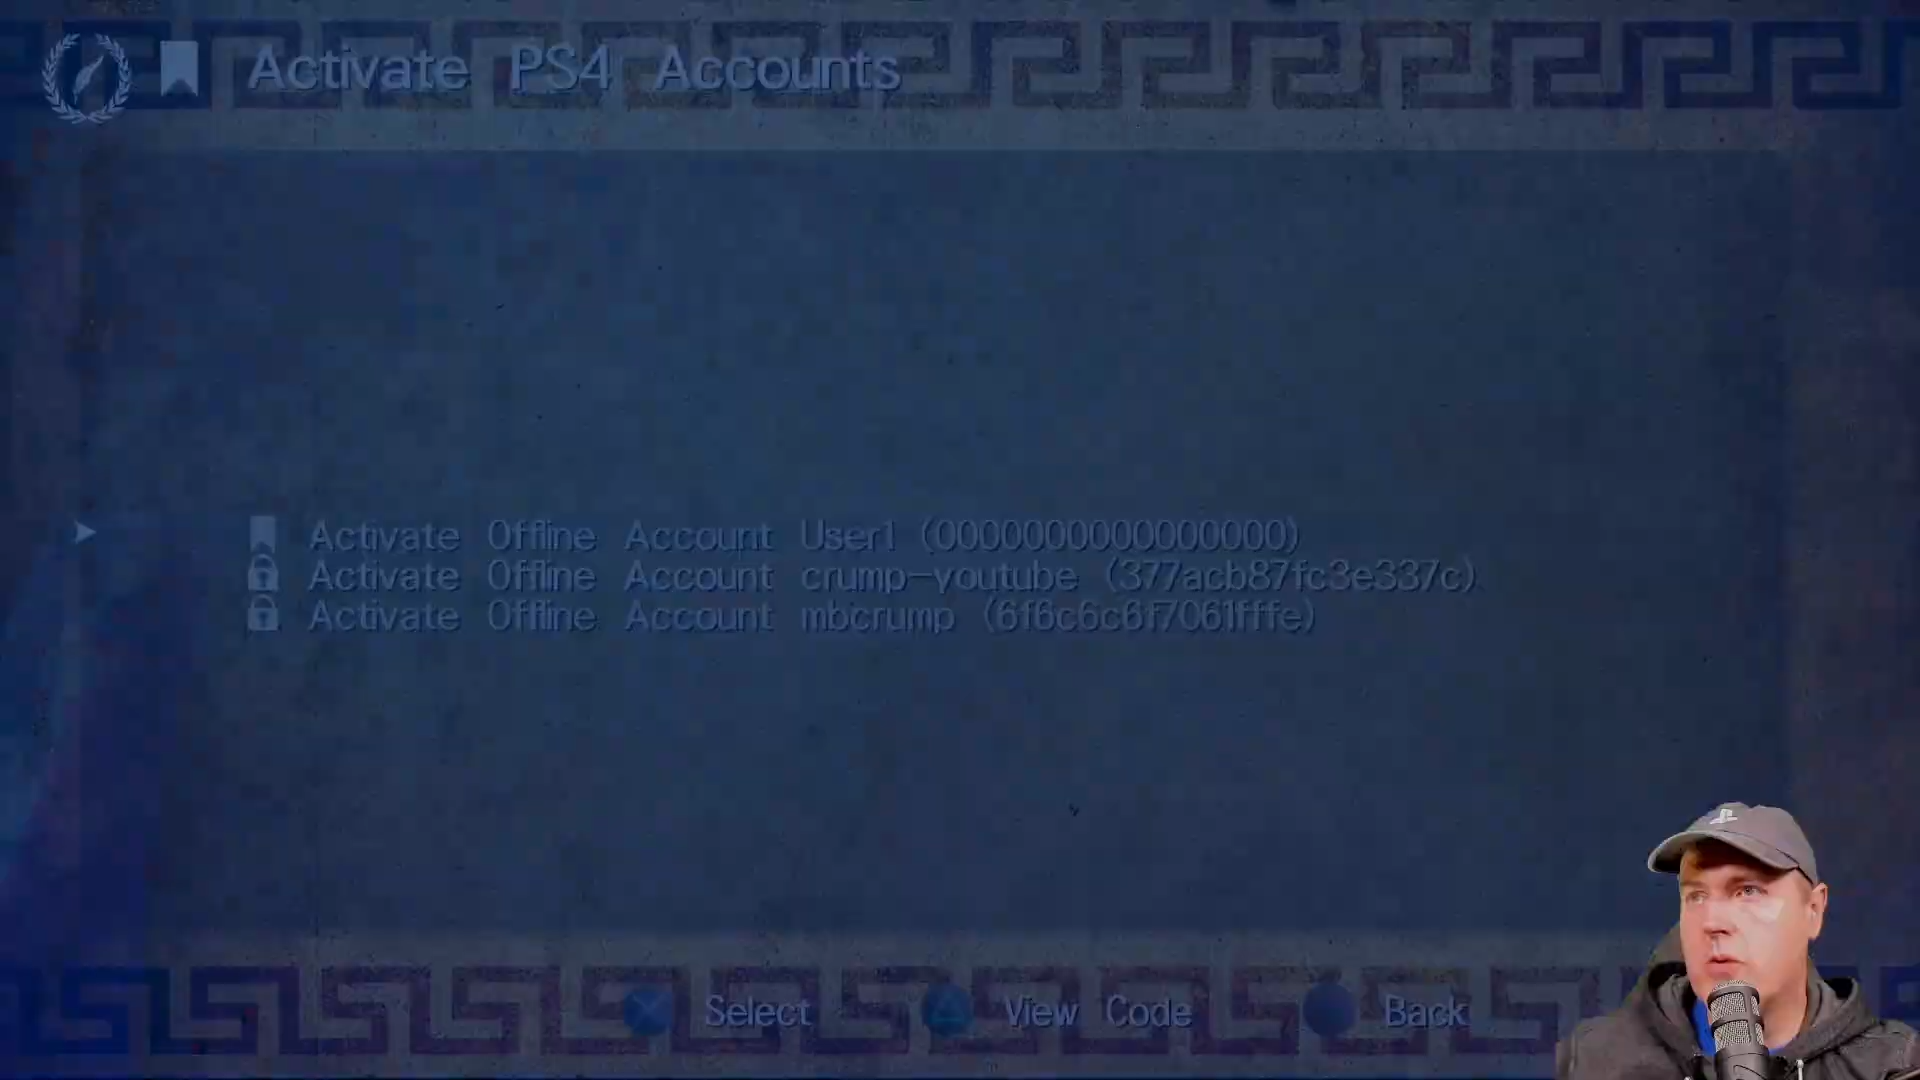 Activate PS4 Accounts
Activate Offline Account User1 (0000000000000000)
Activate Offline Account crump-youtube (377acb87fc3e337c)
Activate Offline Account mbcrump (6f6c6c6f7061fffe)
Select View Code Back